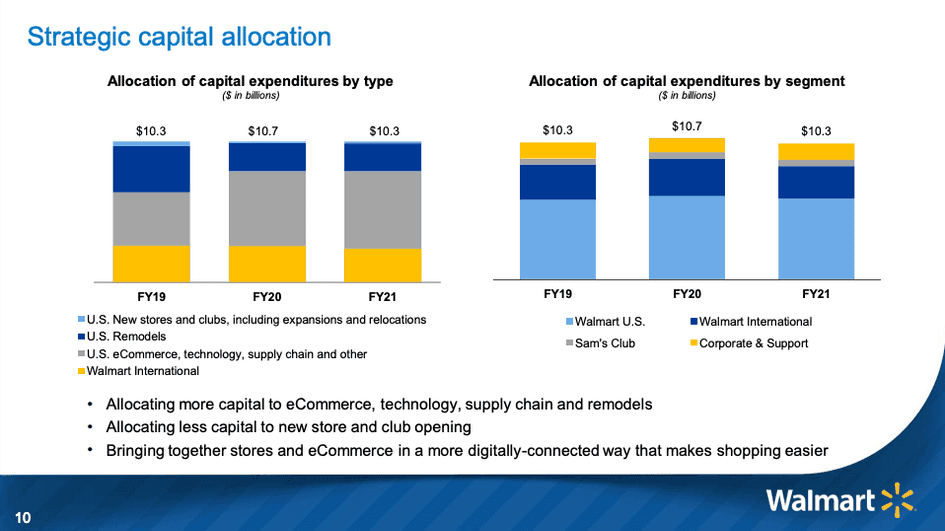 Strategic capital allocation
Allocation of capital expenditures by type
($ in billions)
$10.3
$10.7
$10.3
FY19
FY20
FY21
U.S. New stores and clubs, including expansions and relocations
U.S. Remodels
U.S. eCommerce, technology, supply chain and other
Walmart International
Allocation of capital expenditures by segment
($ in billions)
$10.3
$10.7
$10.3
FY19
FY20
FY21
Walmart U.S.
Walmart International
Sam's Club
Corporate & Support
• Allocating more capital to eCommerce, technology, supply chain and remodels
• Allocating less capital to new store and club opening
• Bringing together stores and eCommerce in a more digitally-connected way that makes shopping easier
10
Walmart